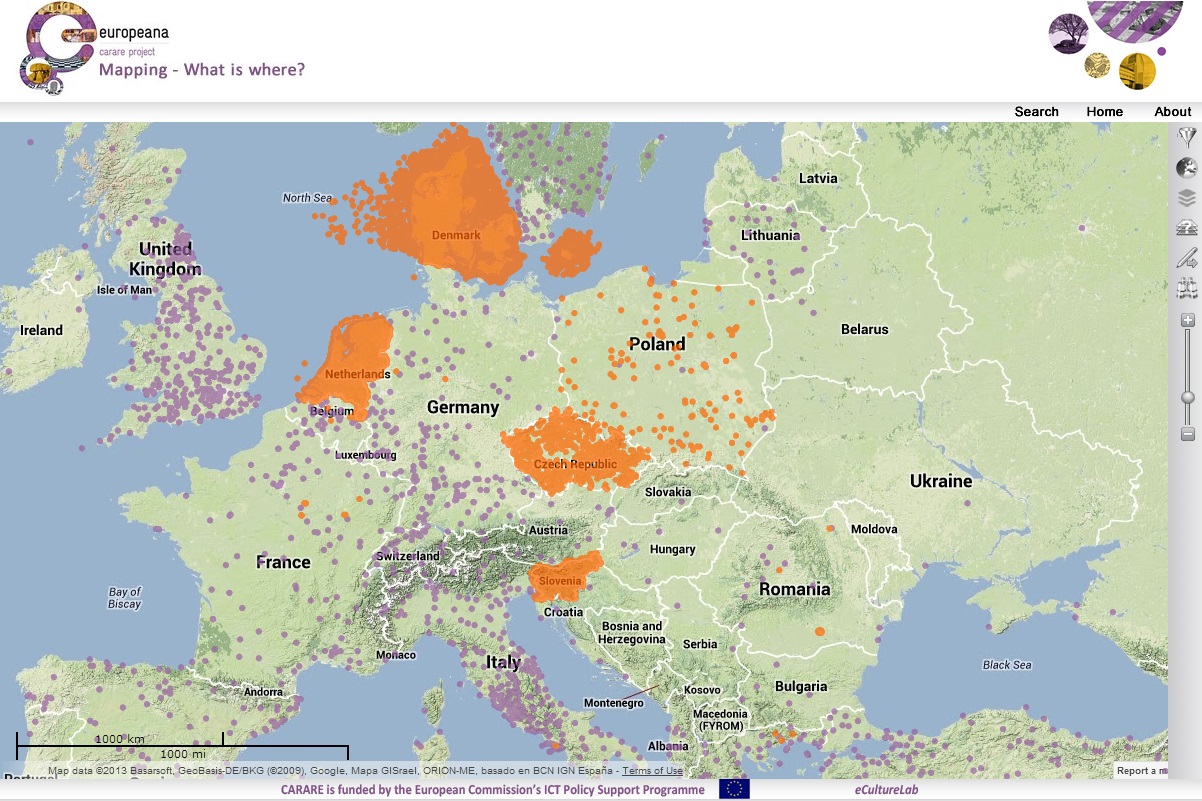 europeana
carare project
Mapping - What is where?
Search Home About
Latvia
North Sea
Denmark
Lithuania
United
Kingdom
Isle of Man
Ireland
Belarus
Poland
Netherlands
Belgium
Germany
Luxembourg
Czech Republic
Ukraine
Slovakia
Austria
Moldova
Hungary
Switzerland
France
Slovenia
Romania
Bay of
Biscay
Croatia
Bosnia and
Herzegovina
Serbia
Monaco
Italy
Black Sea
Andorra
Kosovo
Bulgaria
Montenegro
Macedonia
(FYROM)
Albania
1000 km
1000 mi
Map data ©2013 Basarsoft, GeoBasis-DE/BKG (©2009), Google, Mapa GISrael, ORION-ME, basado en BCN IGN España - Terms of Use
Report a m
CARARE is funded by the European Commission's ICT Policy Support Programme
eCultureLab